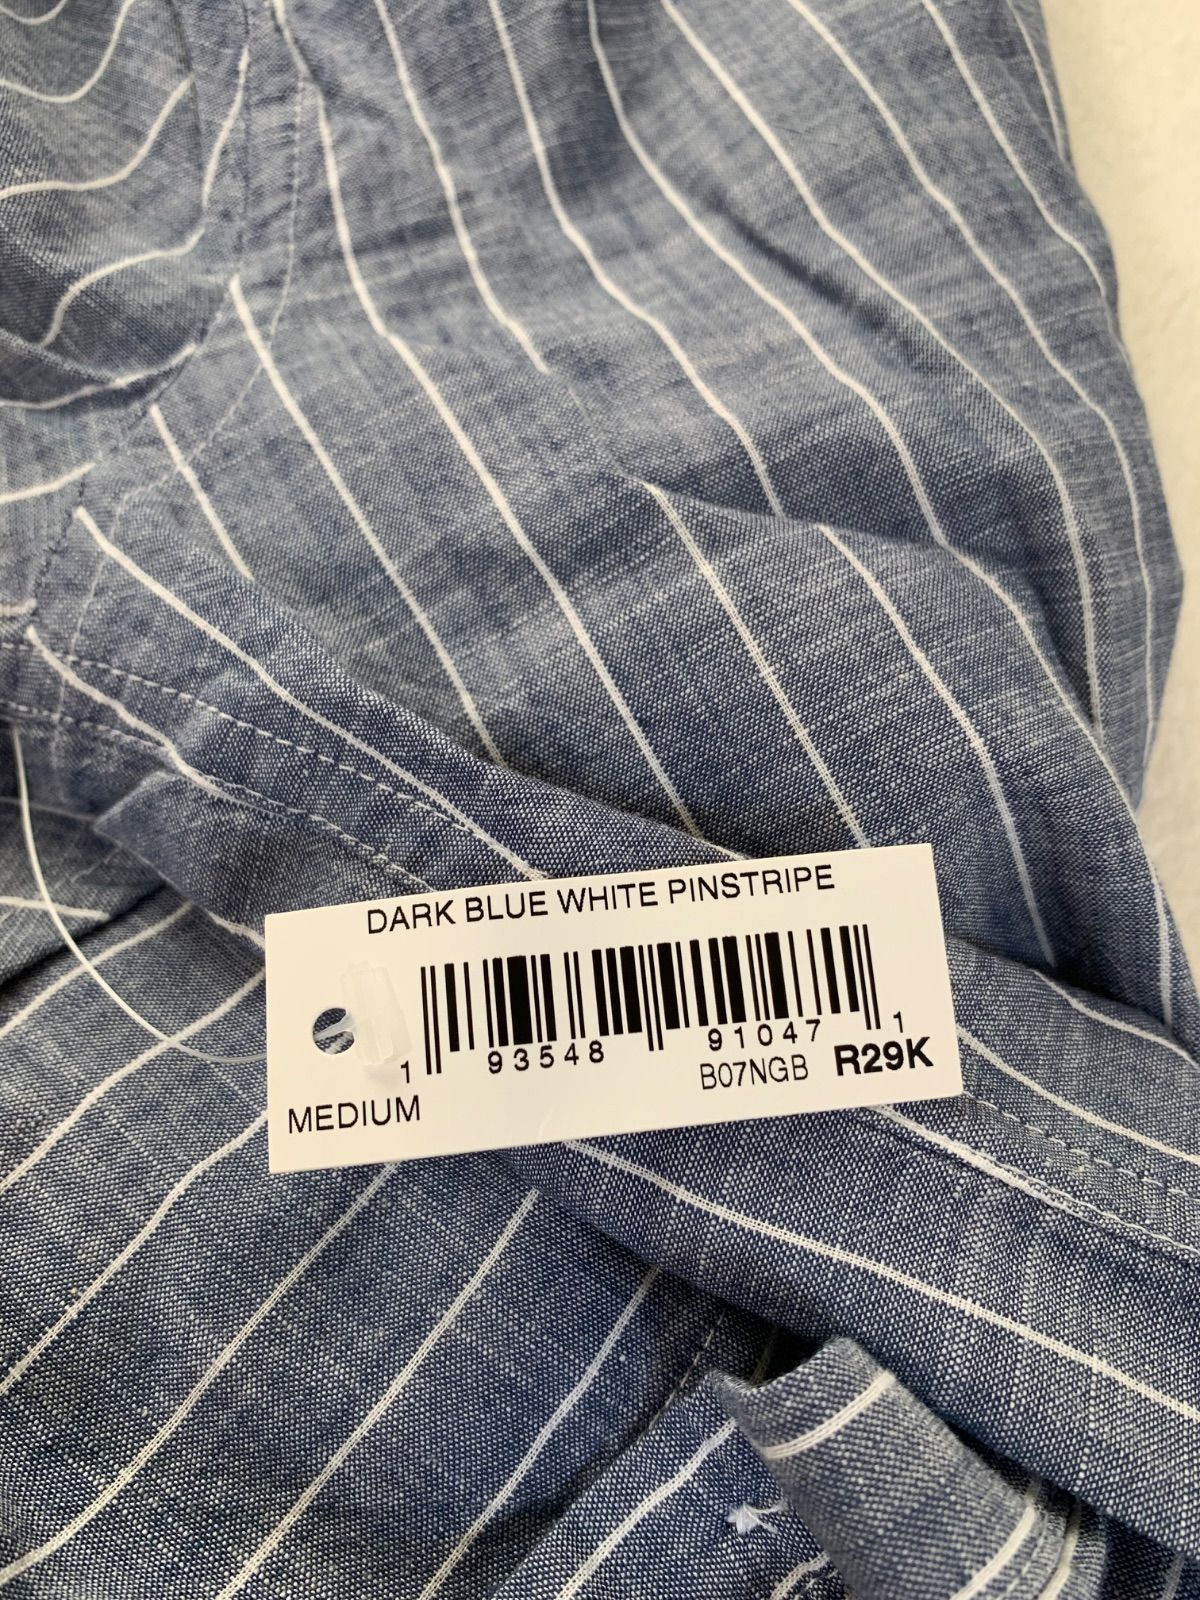 DARK BLUE WHITE PINSTRIPE
1 93548 91047 1
B07NGB R29K
MEDIUM